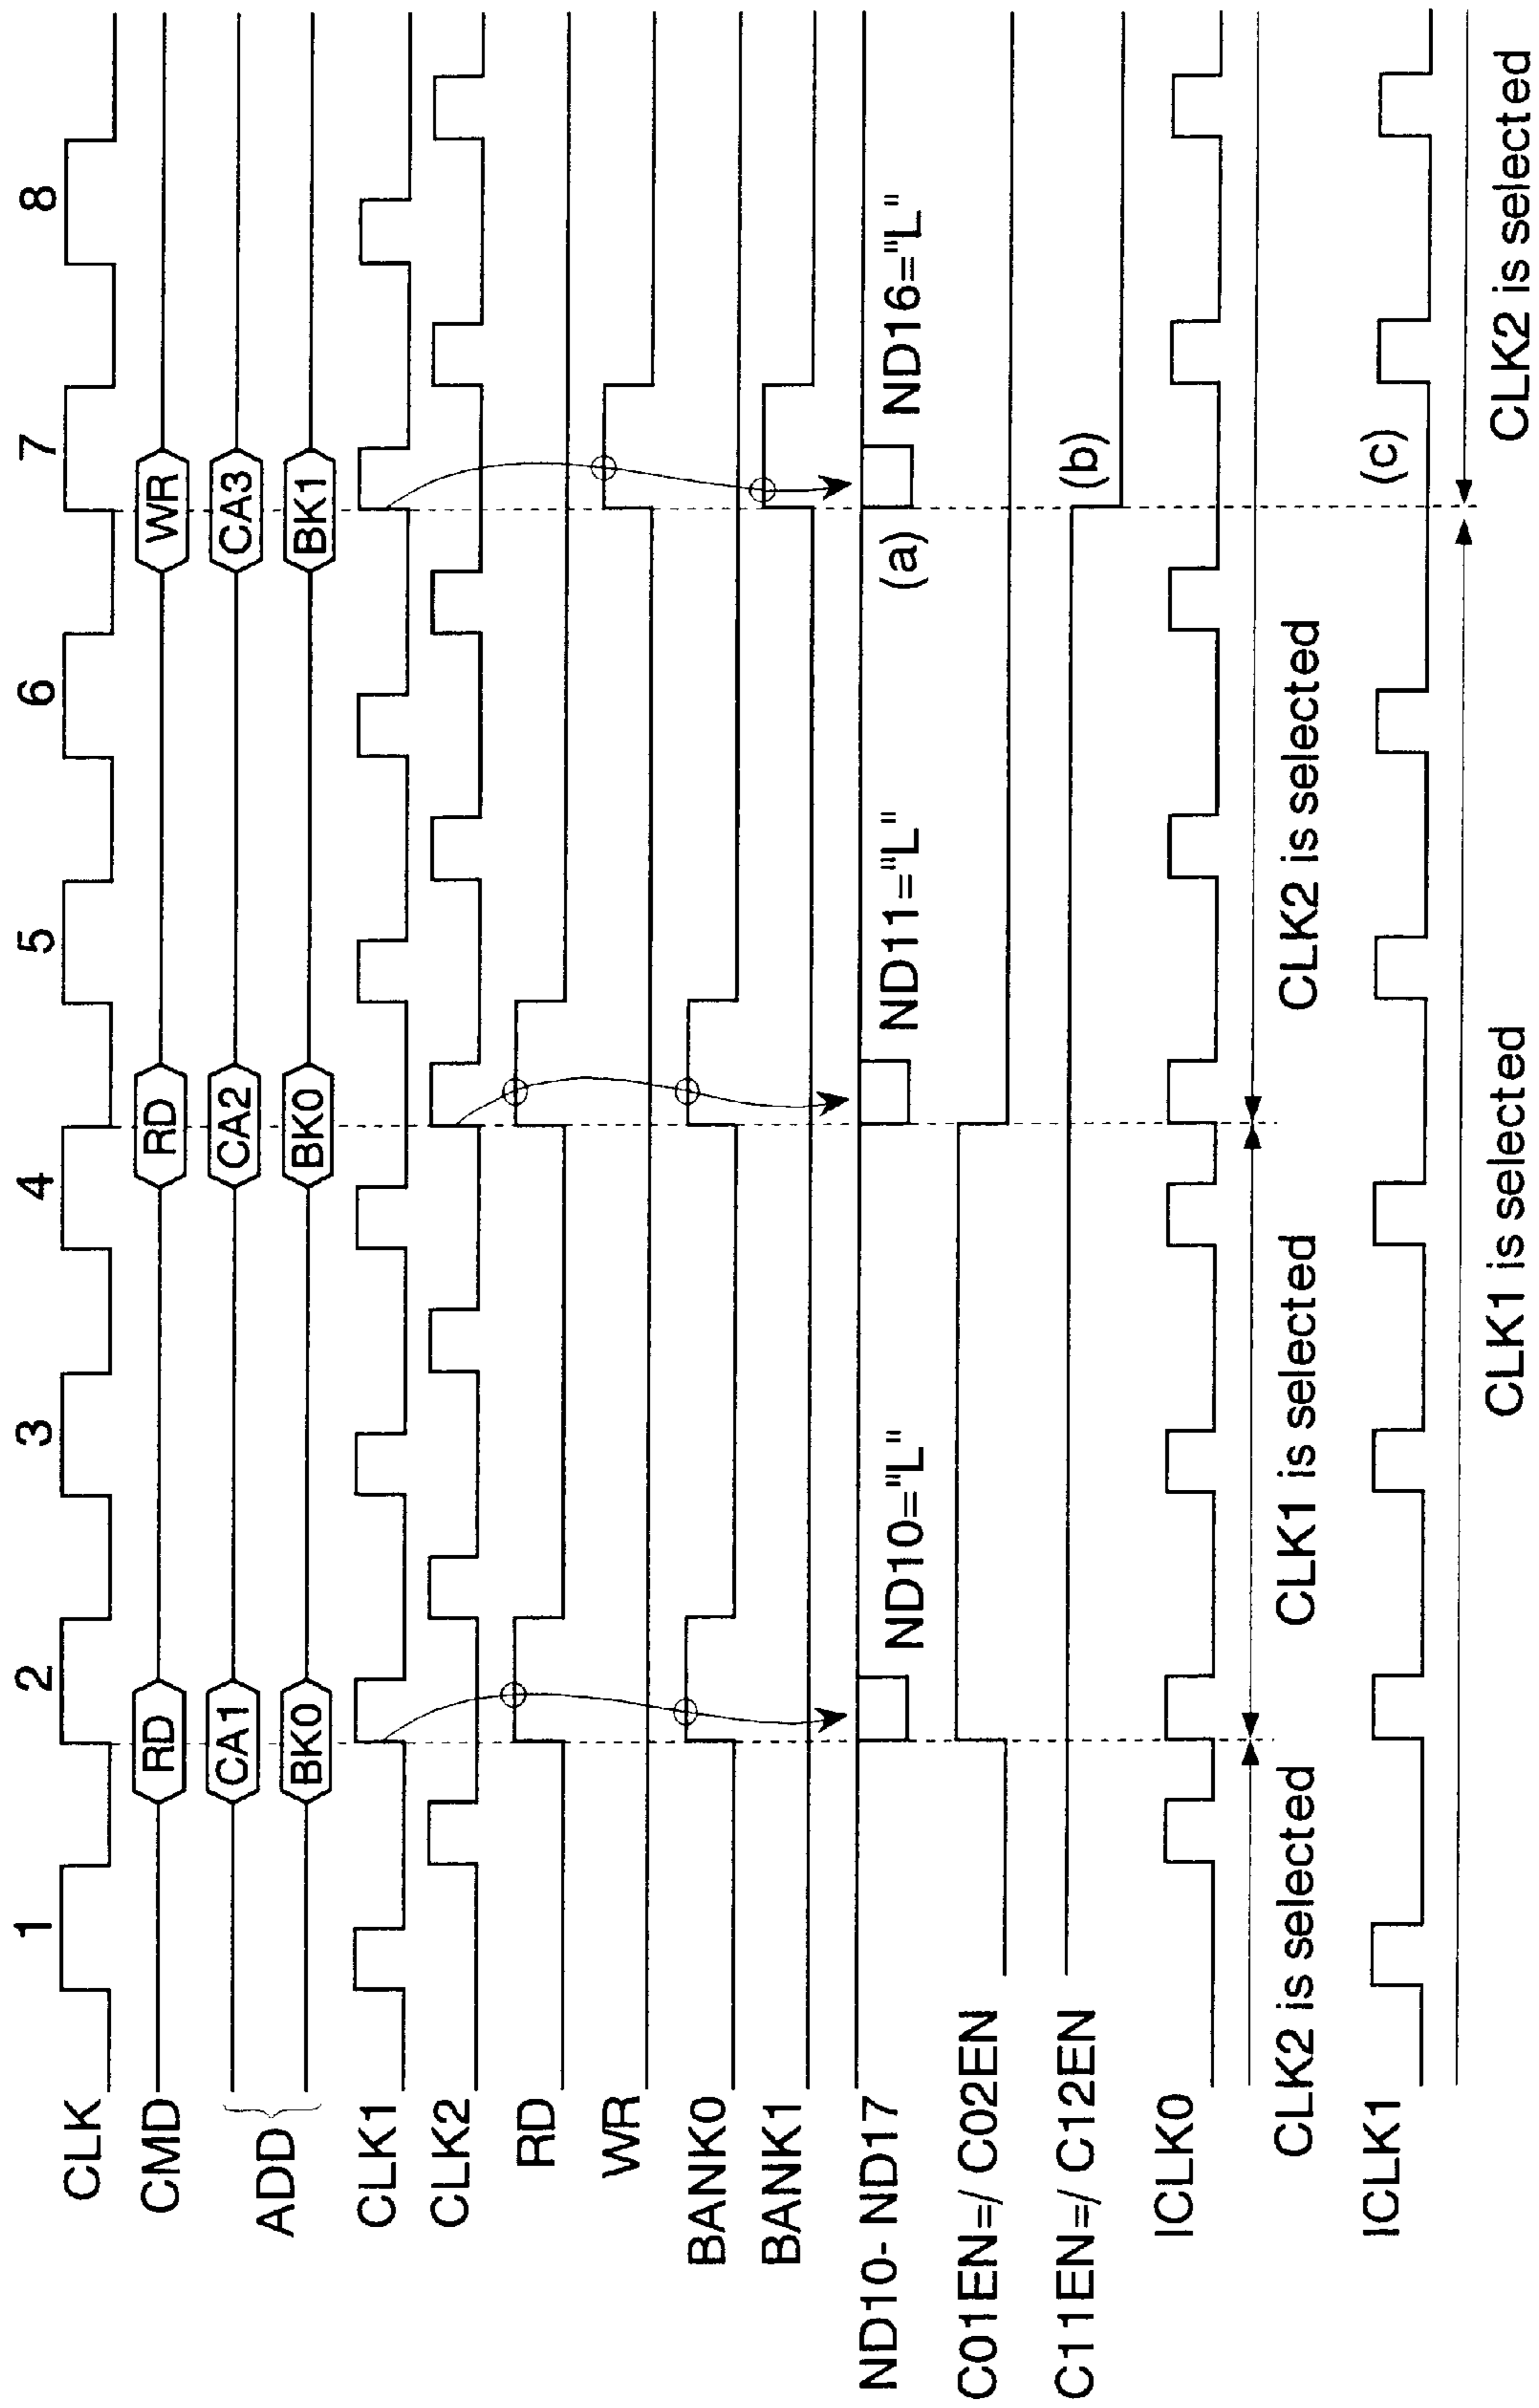 1 2 3 4 5 6 7 8
CLK
CMD RD RD WR
ADD CA1 CA2 CA3
BK0 BK0 BK1
CLK1
CLK2
RD
WR
BANK0
BANK1
ND10- ND17
ND10="L" ND11="L" (a) ND16="L"
C01EN=/ C02EN
C11EN=/ C12EN (b)
ICLK0
CLK2 is selected CLK1 is selected CLK2 is selected
ICLK1 (c)
CLK1 is selected CLK2 is selected